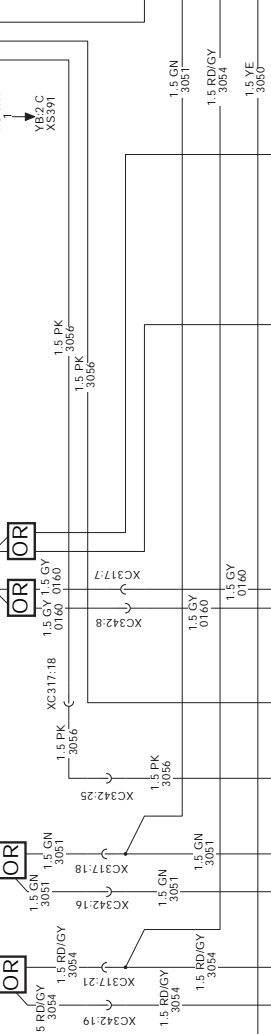 1.5 GN
3051
1.5 RD/GY
3054
1.5 YE
3050
1
YB:2 C
XS391
1.5 PK
3056
1.5 PK
3056
OR
OR
1.5 GY
0160
1.5 GY
0160
XC317:7
XC342:8
1.5 GY
0160
1.5 GY
0160
XC317:18
1.5 PK
3056
XC342:25
1.5 PK
3056
OR
1.5 GN
3051
1.5 GN
3051
XC317:18
XC342:16
1.5 GN
3051
1.5 GN
3051
OR
1.5 RD/GY
3054
5 RD/GY
3054
XC317:21
XC342:19
1.5 RD/GY
3054
1.5 RD/GY
3054